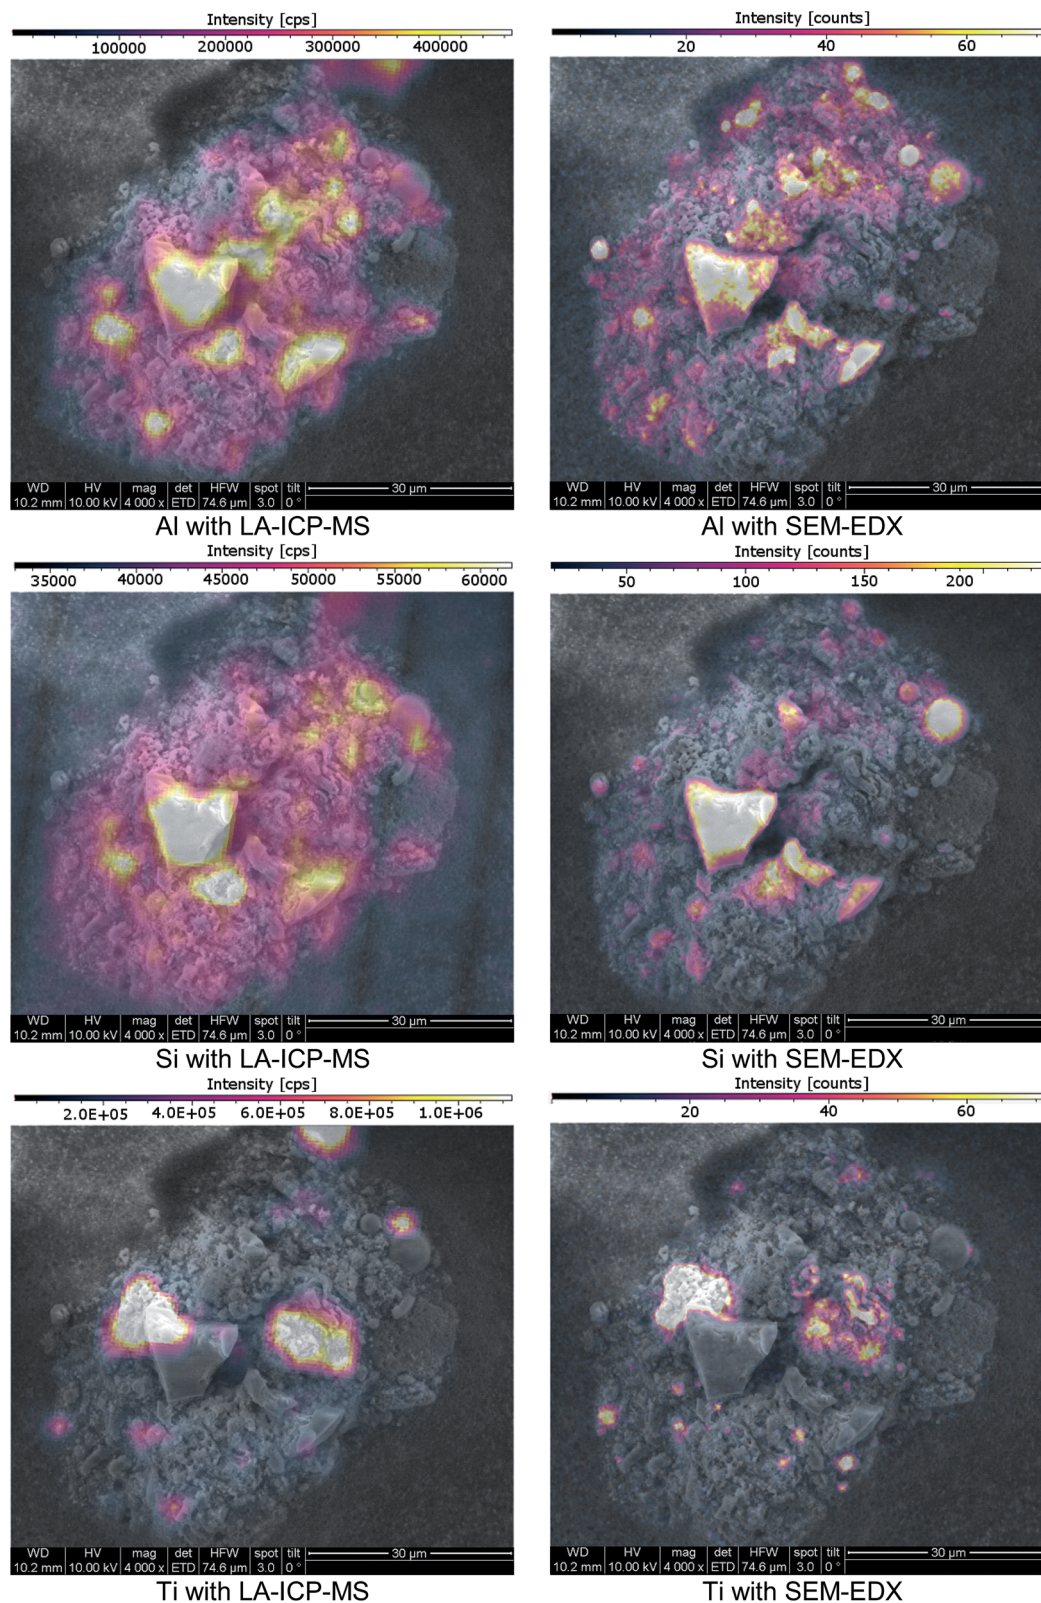 Intensity [cps]
100000 200000 300000 400000
Intensity [counts]
20 40 60
WD HV mag det HFW spot tilt
10.2 mm 10.00 kV 4 000 x ETD 74.6 µm 3.0 0 ° 30 µm
WD HV mag det HFW spot tilt
10.2 mm 10.00 kV 4 000 x ETD 74.6 µm 3.0 0 ° 30 µm
Al with LA-ICP-MS
Al with SEM-EDX
Intensity [cps]
35000 40000 45000 50000 55000 60000
Intensity [counts]
50 100 150 200
WD HV mag det HFW spot tilt
10.2 mm 10.00 kV 4 000 x ETD 74.6 µm 3.0 0 ° 30 µm
WD HV mag det HFW spot tilt
10.2 mm 10.00 kV 4 000 x ETD 74.6 µm 3.0 0 ° 30 µm
Si with LA-ICP-MS
Si with SEM-EDX
Intensity [cps]
2.0E+05 4.0E+05 6.0E+05 8.0E+05 1.0E+06
Intensity [counts]
20 40 60
WD HV mag det HFW spot tilt
10.2 mm 10.00 kV 4 000 x ETD 74.6 µm 3.0 0 ° 30 µm
WD HV mag det HFW spot tilt
10.2 mm 10.00 kV 4 000 x ETD 74.6 µm 3.0 0 ° 30 µm
Ti with LA-ICP-MS
Ti with SEM-EDX